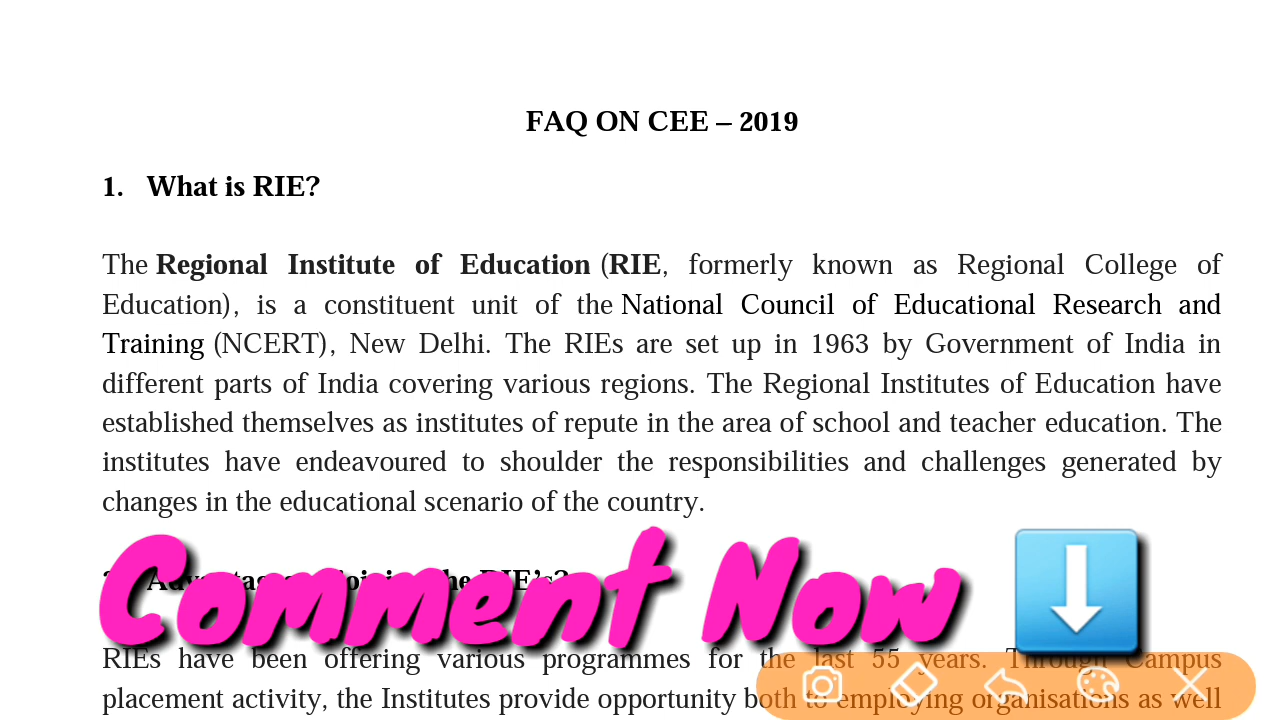 FAQ ON CEE – 2019
1. What is RIE?
The Regional Institute of Education (RIE, formerly known as Regional College of
Education), is a constituent unit of the National Council of Educational Research and
Training (NCERT), New Delhi. The RIEs are set up in 1963 by Government of India in
different parts of India covering various regions. The Regional Institutes of Education have
established themselves as institutes of repute in the area of school and teacher education. The
institutes have endeavoured to shoulder the responsibilities and challenges generated by
changes in the educational scenario of the country.
the RIE's?
Comment Now
RIEs have been offering various programmes for the last 55 years. Through Campus
placement activity, the Institutes provide opportunity both to employing organisations as well